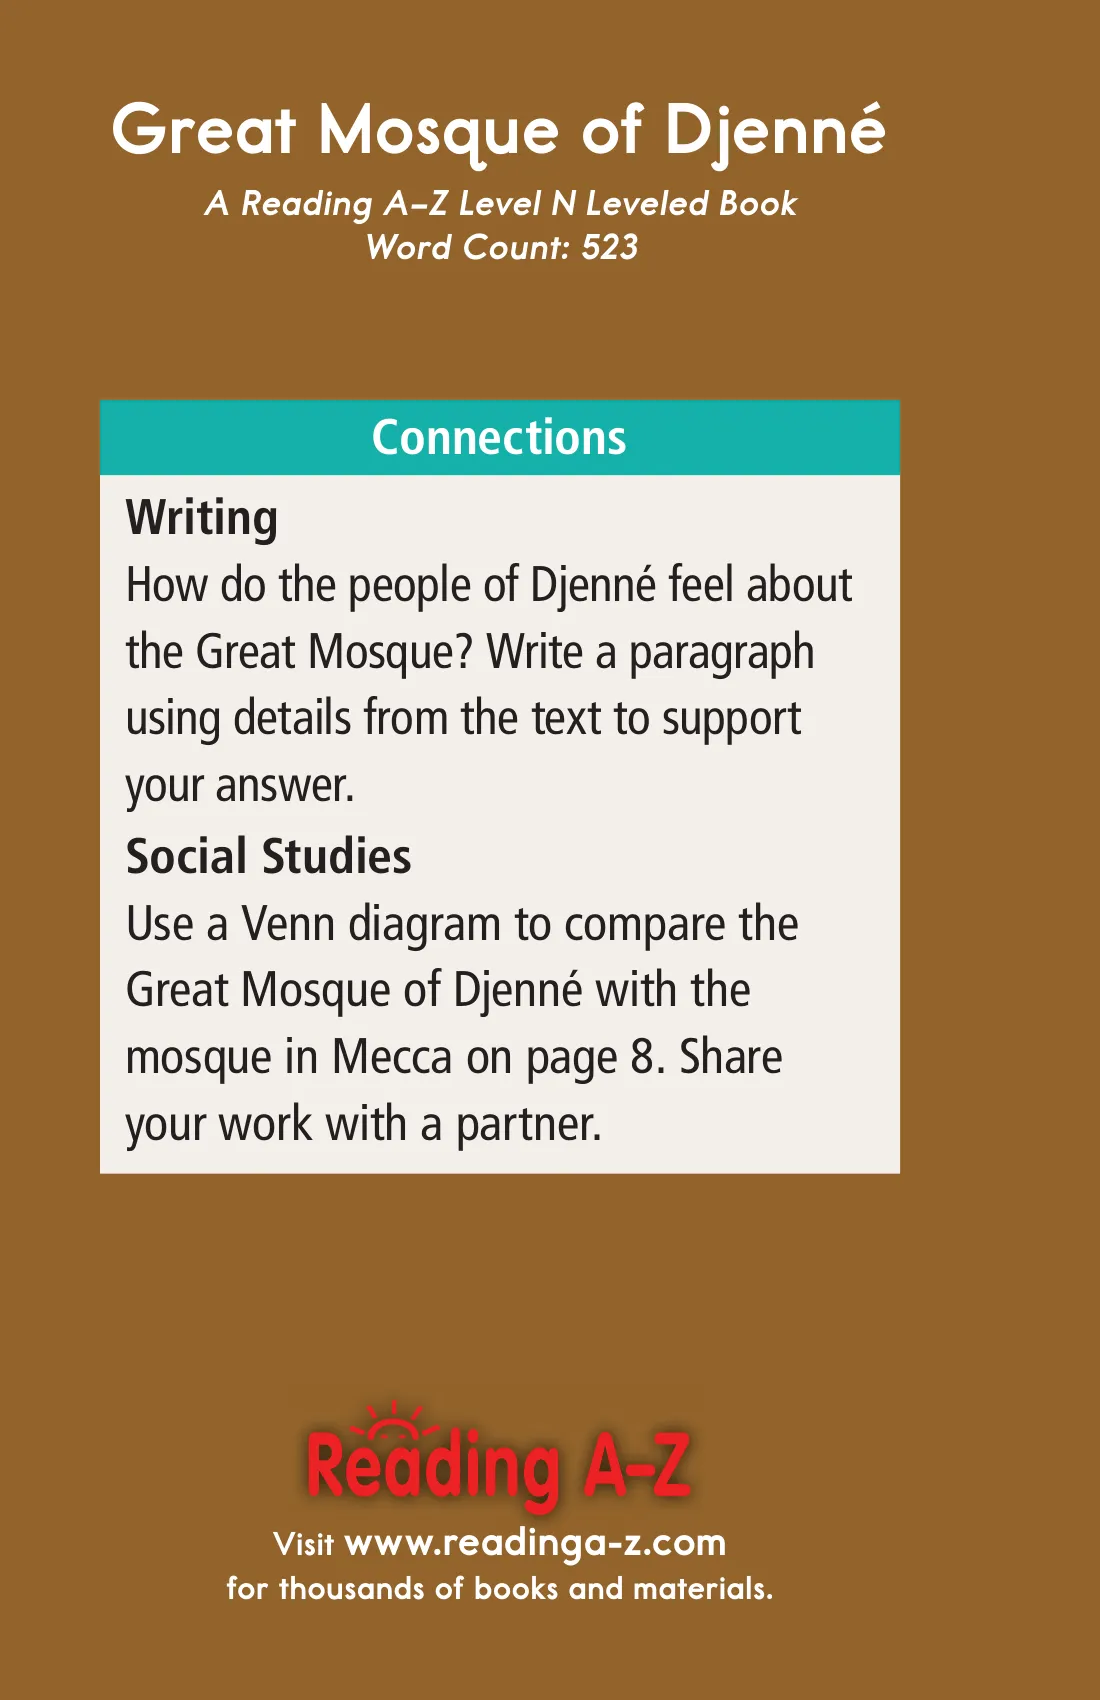 Great Mosque of Djenné
A Reading A–Z Level N Leveled Book
Word Count: 523
Connections
Writing
How do the people of Djenné feel about
the Great Mosque? Write a paragraph
using details from the text to support
your answer.
Social Studies
Use a Venn diagram to compare the
Great Mosque of Djenné with the
mosque in Mecca on page 8. Share
your work with a partner.
Reading A–Z
Visit www.readinga-z.com
for thousands of books and materials.